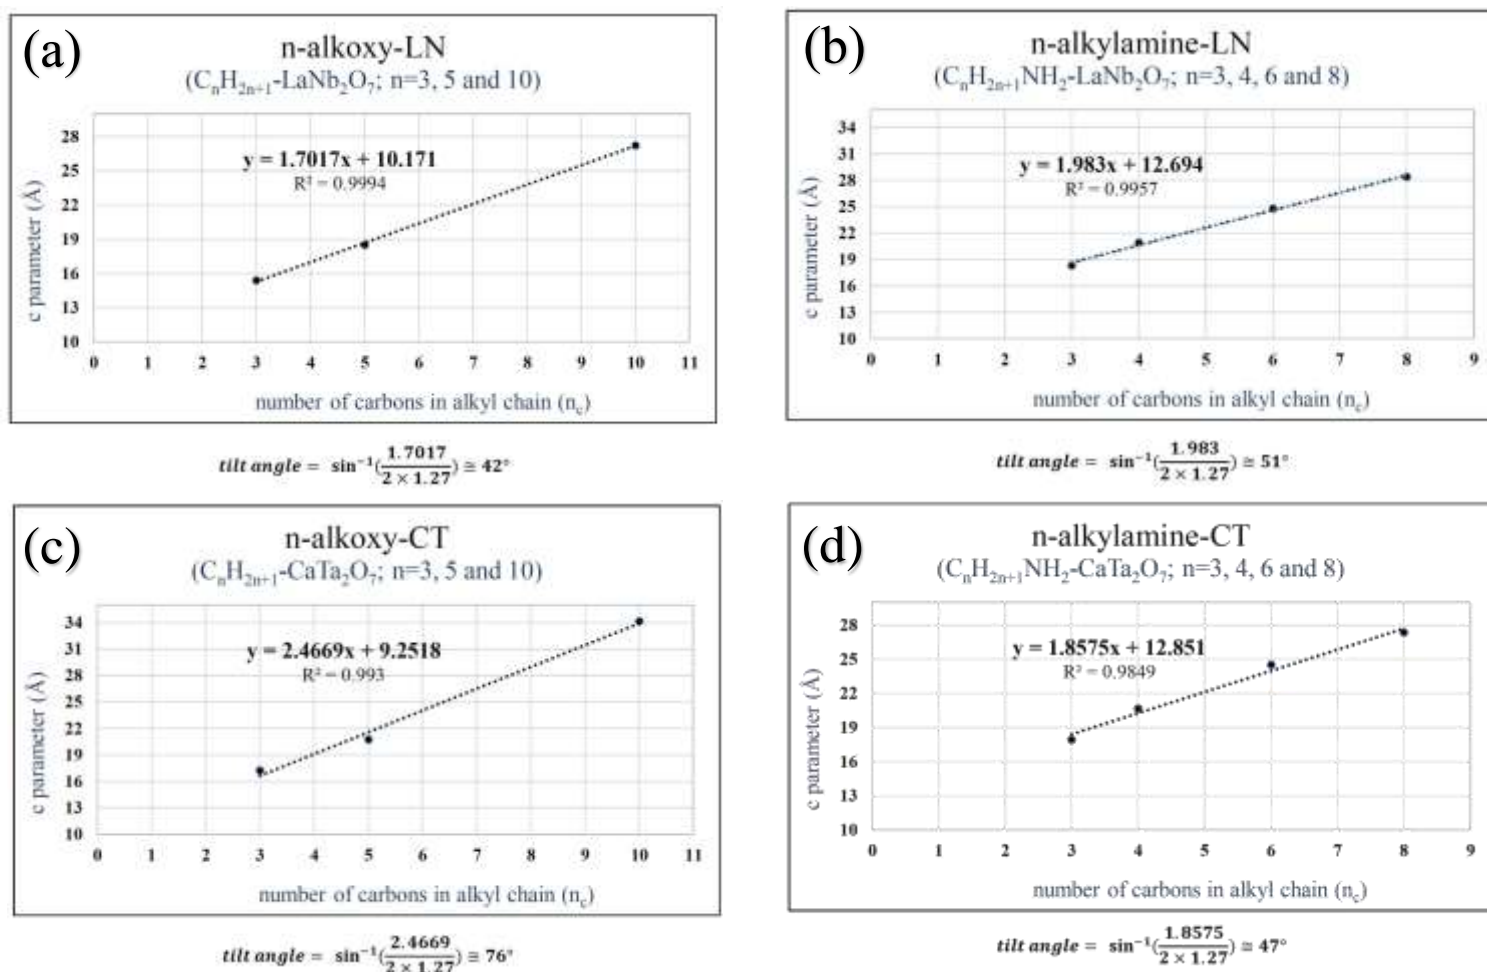 (a)
n-alkoxy-LN
(CₙH₂ₙ₊₁-LaNb₂O₇; n=3, 5 and 10)
28
25
22
19
16
13
10
y = 1.7017x + 10.171
R² = 0.9994
c parameter (Å)
0 1 2 3 4 5 6 7 8 9 10 11
number of carbons in alkyl chain (n꜀)
tilt angle = sin⁻¹(1.7017/2 × 1.27) ≅ 42°
(b)
n-alkylamine-LN
(CₙH₂ₙ₊₁NH₂-LaNb₂O₇; n=3, 4, 6 and 8)
34
31
28
25
22
19
16
13
10
y = 1.983x + 12.694
R² = 0.9957
c parameter (Å)
0 1 2 3 4 5 6 7 8 9
number of carbons in alkyl chain (n꜀)
tilt angle = sin⁻¹(1.983/2 × 1.27) ≅ 51°
(c)
n-alkoxy-CT
(CₙH₂ₙ₊₁-CaTa₂O₇; n=3, 5 and 10)
34
31
28
25
22
19
16
13
10
y = 2.4669x + 9.2518
R² = 0.993
c parameter (Å)
0 1 2 3 4 5 6 7 8 9 10 11
number of carbons in alkyl chain (n꜀)
tilt angle = sin⁻¹(2.4669/2 × 1.27) ≅ 76°
(d)
n-alkylamine-CT
(CₙH₂ₙ₊₁NH₂-CaTa₂O₇; n=3, 4, 6 and 8)
28
25
22
19
16
13
10
y = 1.8575x + 12.851
R² = 0.9849
c parameter (Å)
0 1 2 3 4 5 6 7 8 9
number of carbons in alkyl chain (n꜀)
tilt angle = sin⁻¹(1.8575/2 × 1.27) ≅ 47°